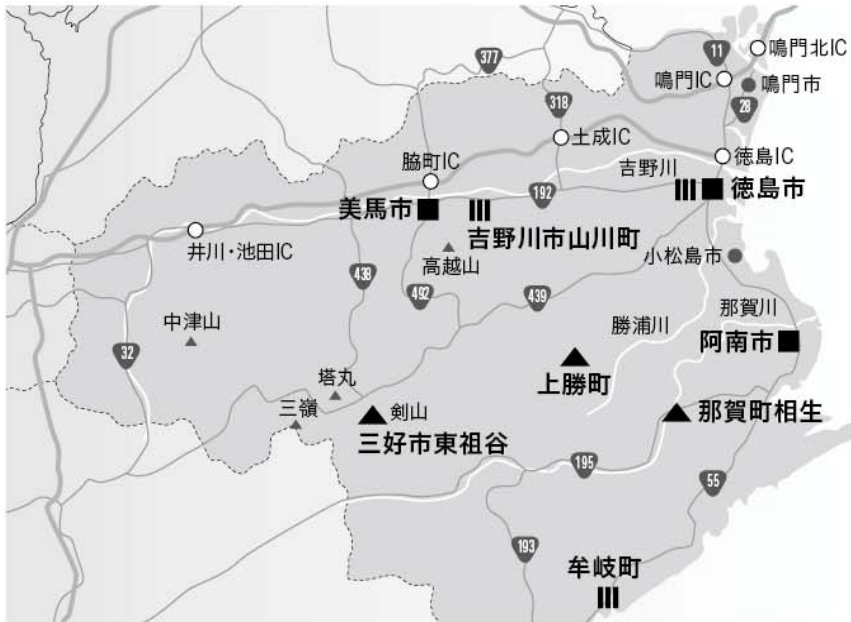 377
11
鳴門北IC
鳴門IC
鳴門市
28
318
土成IC
徳島IC
脇町IC
吉野川
徳島市
美馬市
192
吉野川市山川町
井川・池田IC
高越山
小松島市
438
492
439
那賀川
中津山
勝浦川
阿南市
32
上勝町
塔丸
三嶺
剣山
那賀町相生
三好市東祖谷
195
55
193
牟岐町